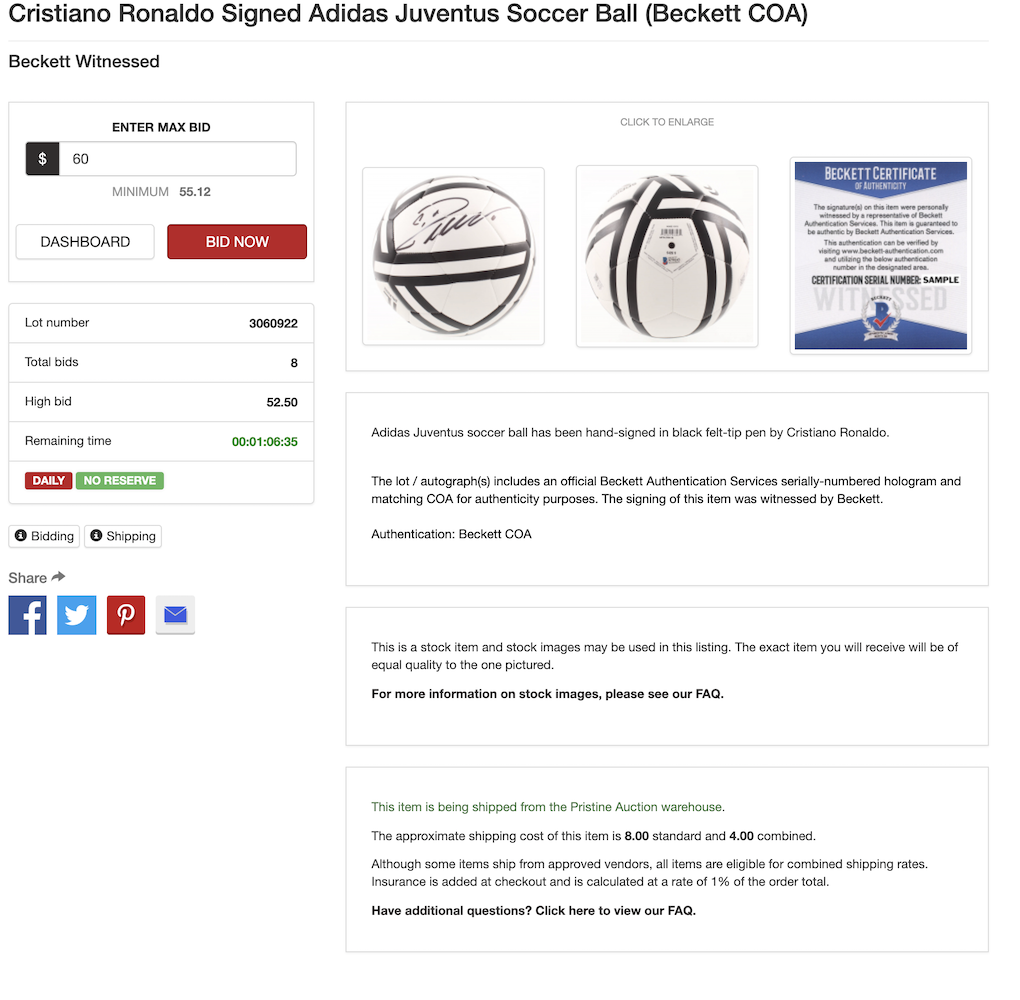 Cristiano Ronaldo Signed Adidas Juventus Soccer Ball (Beckett COA)
Beckett Witnessed
ENTER MAX BID
$ 60
MINIMUM 55.12
DASHBOARD BID NOW
Lot number 3060922
Total bids 8
High bid 52.50
Remaining time 00:01:06:35
DAILY NO RESERVE
Bidding Shipping
Share
CLICK TO ENLARGE
BECKETT CERTIFICATE
OF AUTHENTICITY
The signature(s) on this item were personally
witnessed by a representative of Beckett
Authentication Services. This item is guaranteed to
be authentic by Beckett Authentication Services.
This authentication can be verified by
visiting www.beckett-authentication.com
and utilizing the below authentication
number in the designated area.
CERTIFICATION SERIAL NUMBER: SAMPLE
WITNESSED
BECKETT
Adidas Juventus soccer ball has been hand-signed in black felt-tip pen by Cristiano Ronaldo.
The lot / autograph(s) includes an official Beckett Authentication Services serially-numbered hologram and
matching COA for authenticity purposes. The signing of this item was witnessed by Beckett.
Authentication: Beckett COA
This is a stock item and stock images may be used in this listing. The exact item you will receive will be of
equal quality to the one pictured.
For more information on stock images, please see our FAQ.
This item is being shipped from the Pristine Auction warehouse.
The approximate shipping cost of this item is 8.00 standard and 4.00 combined.
Although some items ship from approved vendors, all items are eligible for combined shipping rates.
Insurance is added at checkout and is calculated at a rate of 1% of the order total.
Have additional questions? Click here to view our FAQ.